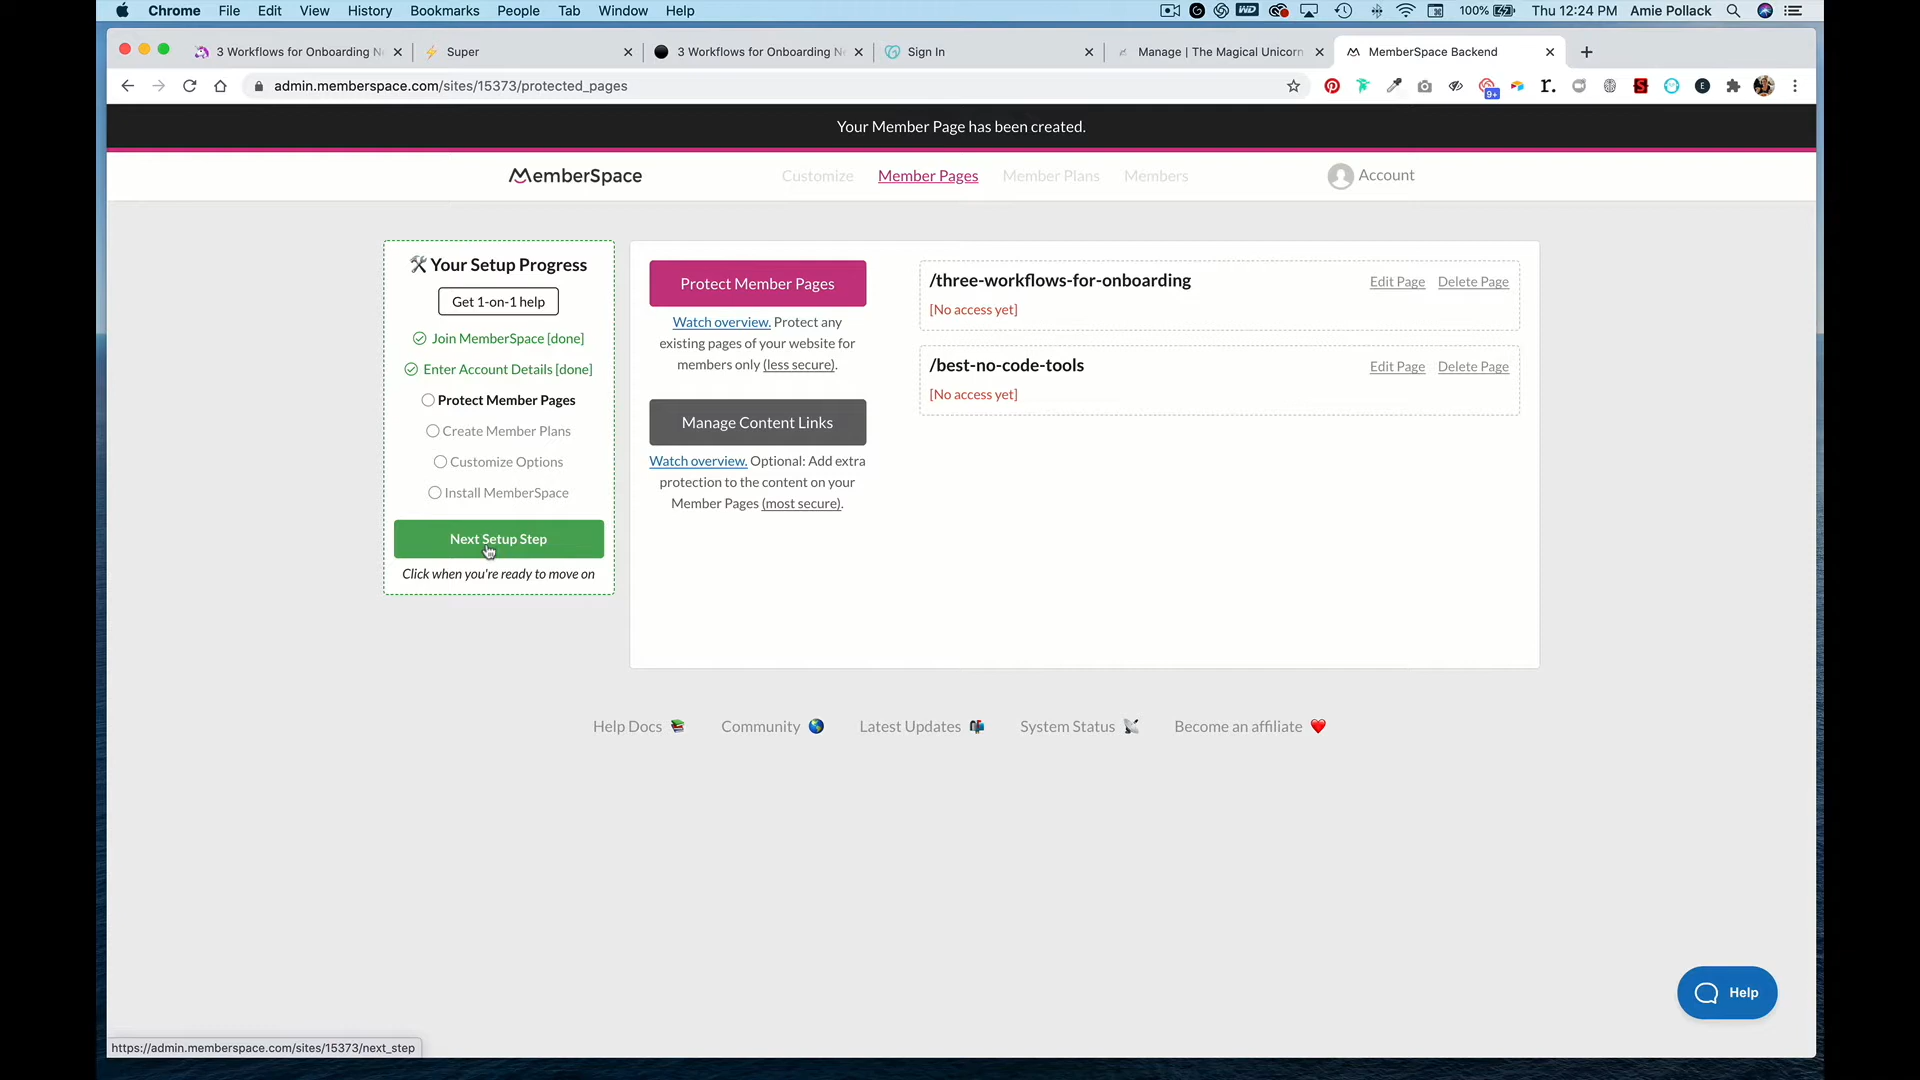 Chrome File Edit View History Bookmarks People Tab Window Help
WD 100% Thu 12:24 PM Amie Pollack
3 Workflows for Onboarding Ne
Super
3 Workflows for Onboarding Ne
Sign In
Manage | The Magical Unicorn
MemberSpace Backend
admin.memberspace.com/sites/15373/protected_pages
9+
r.
S
E
Your Member Page has been created.
MemberSpace
Customize Member Pages Member Plans Members
Account
Your Setup Progress
Get 1-on-1 help
Join MemberSpace [done]
Enter Account Details [done]
Protect Member Pages
Create Member Plans
Customize Options
Install MemberSpace
Next Setup Step
Click when you're ready to move on
Protect Member Pages
Watch overview. Protect any
existing pages of your website for
members only (less secure).
Manage Content Links
Watch overview. Optional: Add extra
protection to the content on your
Member Pages (most secure).
/three-workflows-for-onboarding
Edit Page Delete Page
[No access yet]
/best-no-code-tools
Edit Page Delete Page
[No access yet]
Help Docs
Community
Latest Updates
System Status
Become an affiliate
Help
https://admin.memberspace.com/sites/15373/next_step